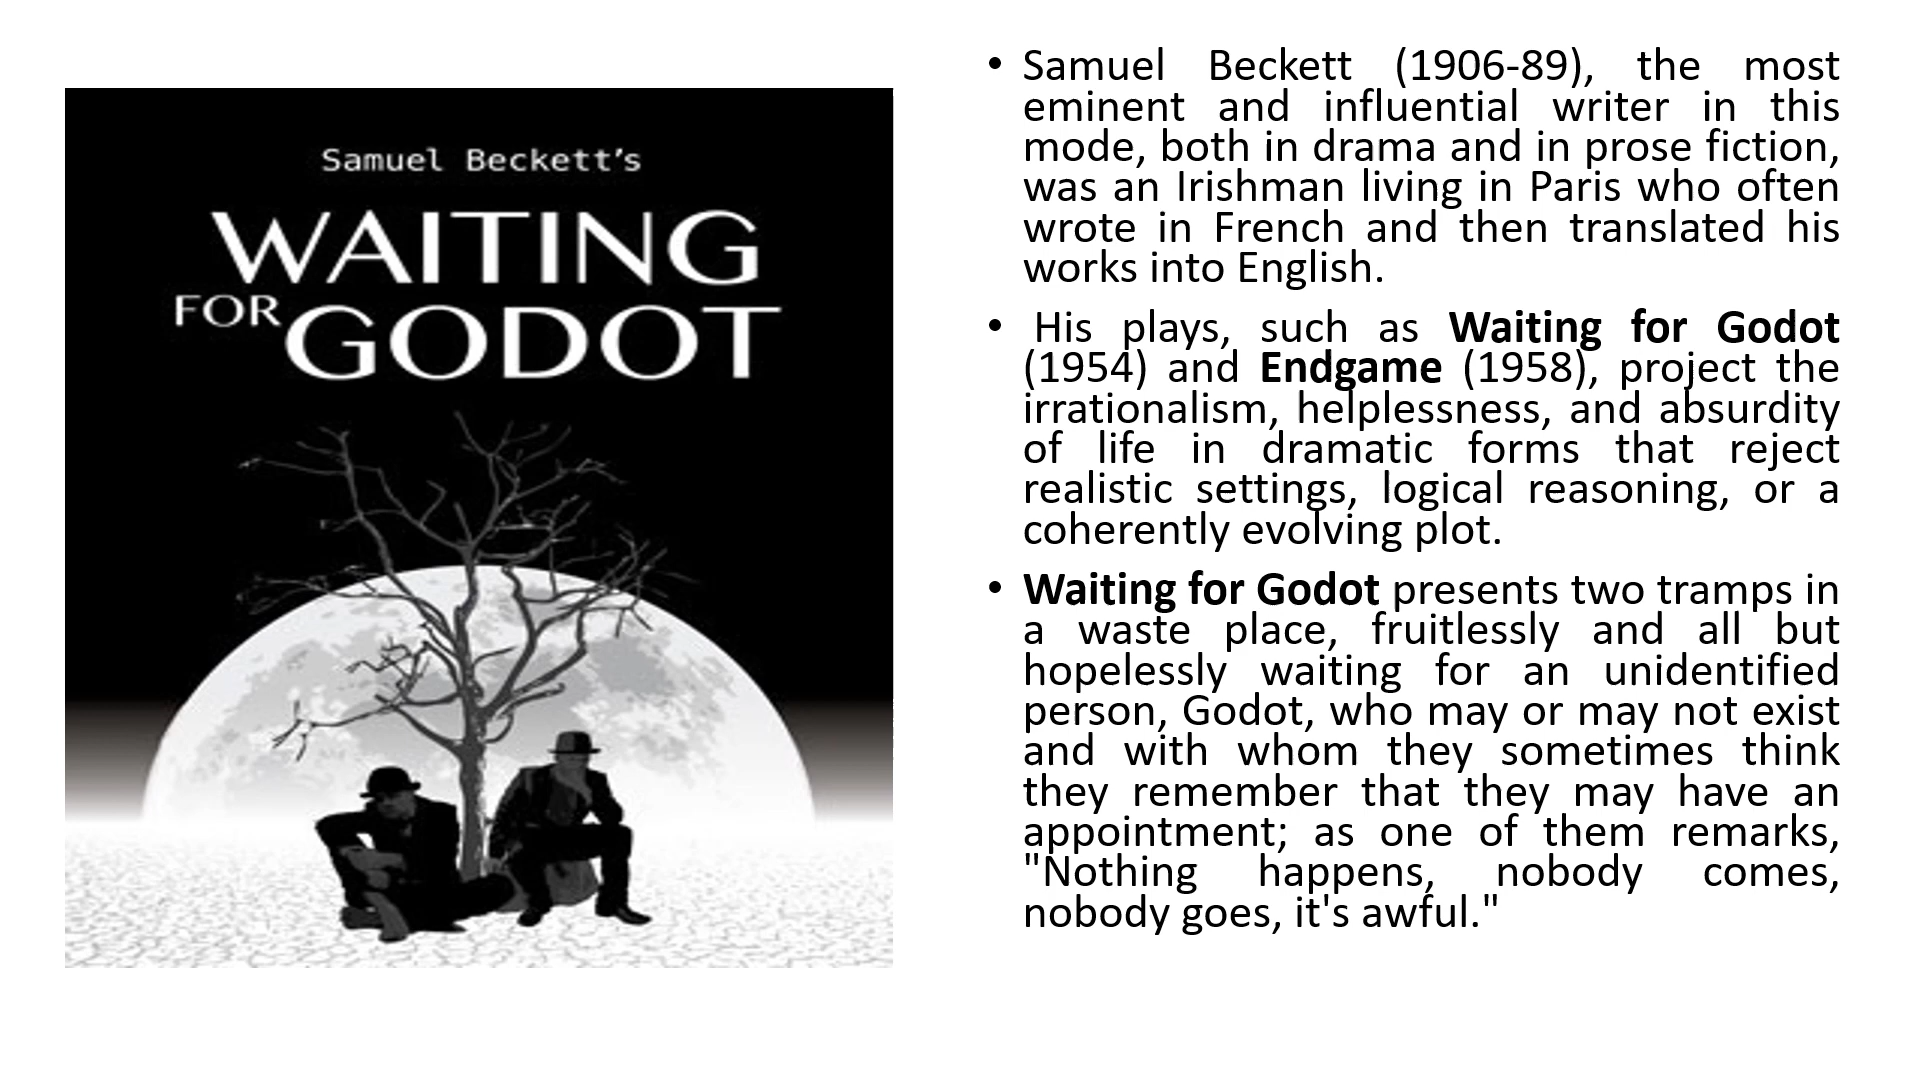 Samuel Beckett's
WAITING
FOR GODOT
• Samuel Beckett (1906-89), the most
eminent and influential writer in this
mode, both in drama and in prose fiction,
was an Irishman living in Paris who often
wrote in French and then translated his
works into English.
• His plays, such as Waiting for Godot
(1954) and Endgame (1958), project the
irrationalism, helplessness, and absurdity
of life in dramatic forms that reject
realistic settings, logical reasoning, or a
coherently evolving plot.
• Waiting for Godot presents two tramps in
a waste place, fruitlessly and all but
hopelessly waiting for an unidentified
person, Godot, who may or may not exist
and with whom they sometimes think
they remember that they may have an
appointment; as one of them remarks,
"Nothing happens, nobody comes,
nobody goes, it's awful."